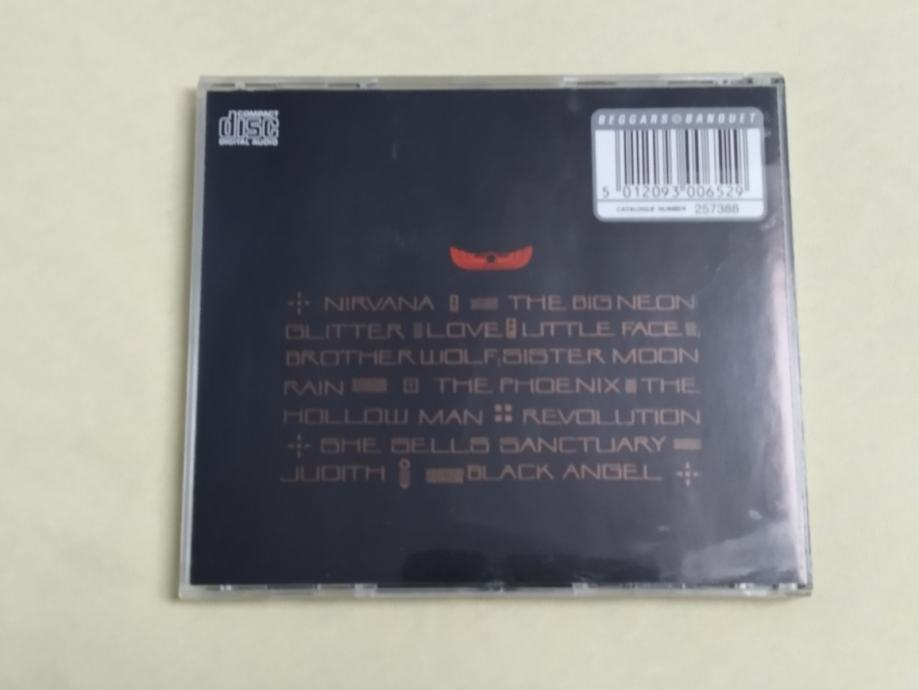 COMPACT
disc
DIGITAL AUDIO
BEGGARS BANQUET
5 012093 006529
CATALOGUE NUMBER 257388
NIRVANA THE BIG NEON
GLITTER LOVE LITTLE FACE
BROTHER WOLF; SISTER MOON
RAIN THE PHOENIX THE
HOLLOW MAN REVOLUTION
SHE SELLS SANCTUARY
JUDITH BLACK ANGEL